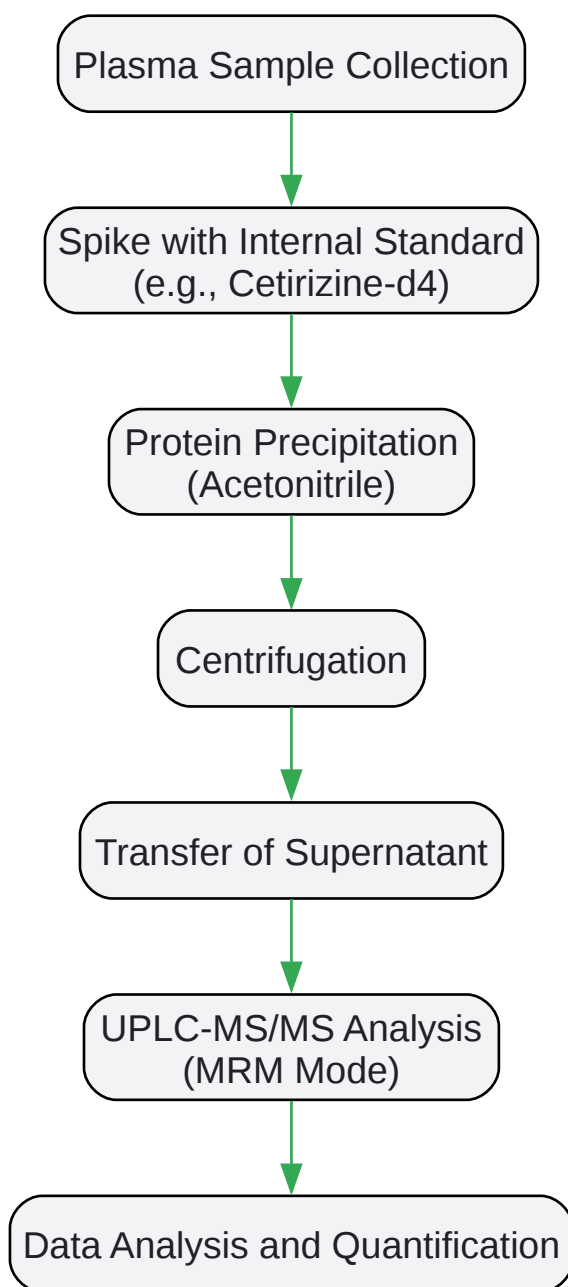 Plasma Sample Collection
Spike with Internal Standard
(e.g., Cetirizine-d4)
Protein Precipitation
(Acetonitrile)
Centrifugation
Transfer of Supernatant
UPLC-MS/MS Analysis
(MRM Mode)
Data Analysis and Quantification